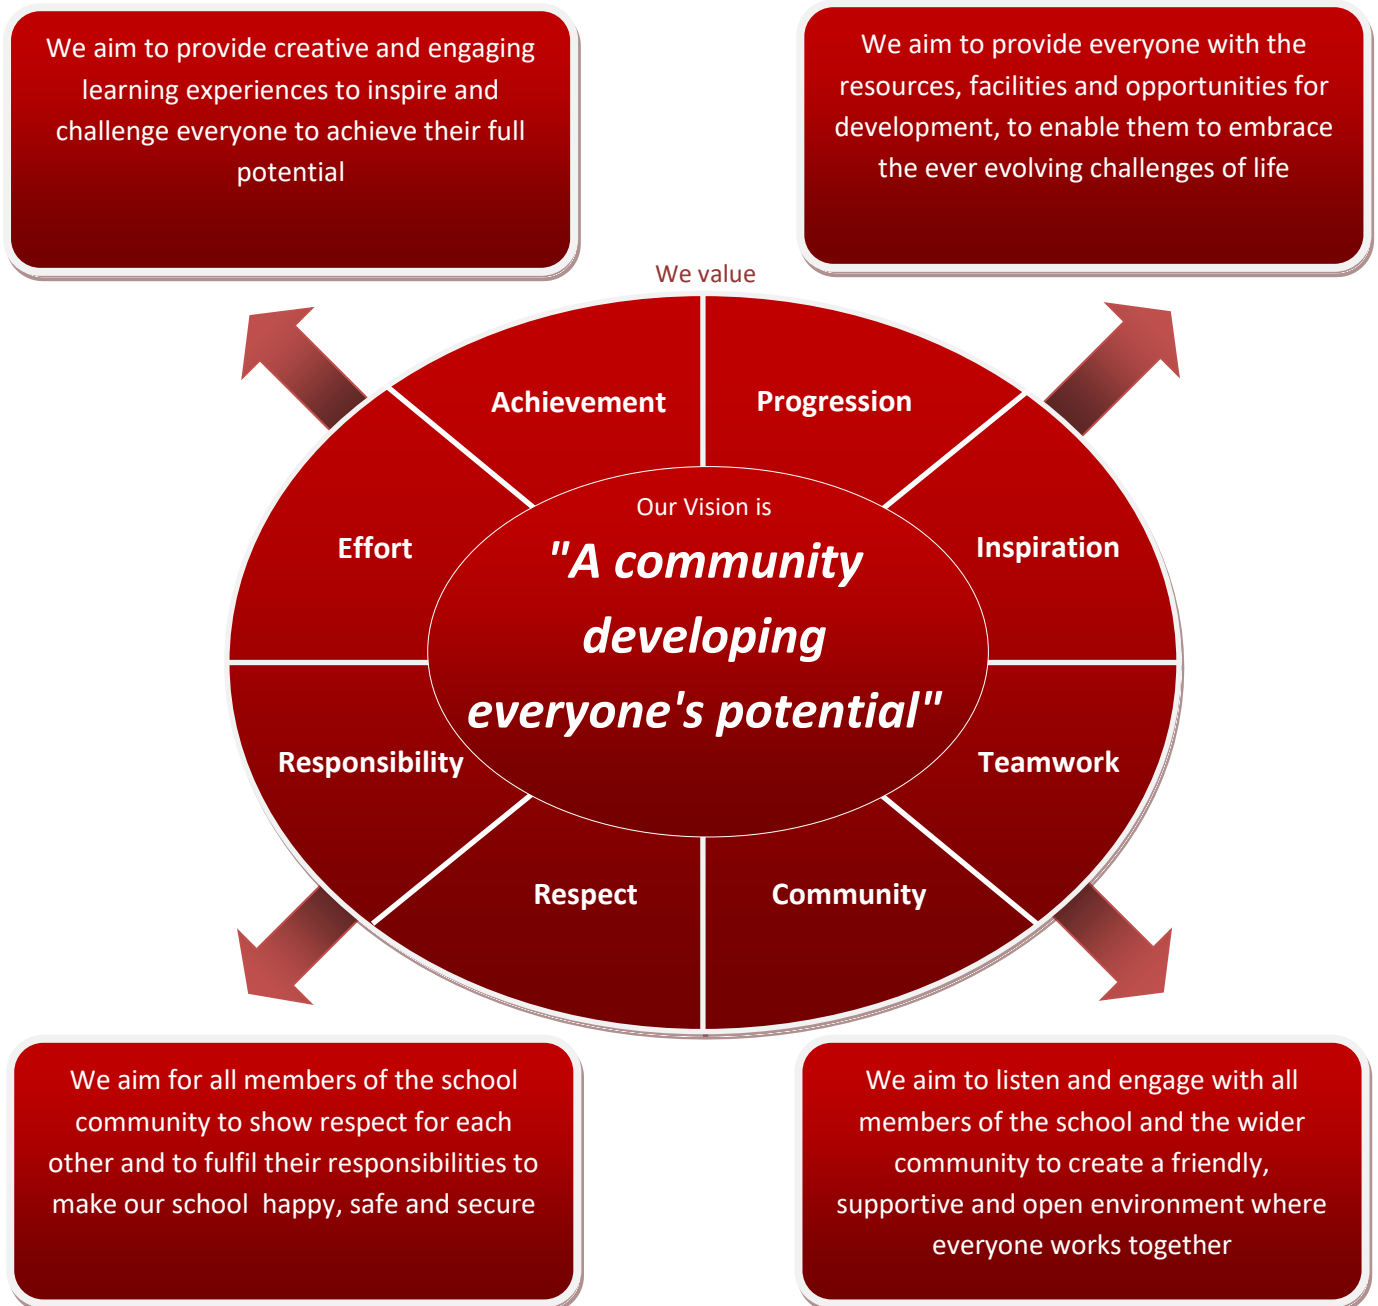 We aim to provide creative and engaging
learning experiences to inspire and
challenge everyone to achieve their full
potential
We aim to provide everyone with the
resources, facilities and opportunities for
development, to enable them to embrace
the ever evolving challenges of life
We value
Achievement
Progression
Effort
Inspiration
Our Vision is
"A community
developing
everyone's potential"
Responsibility
Teamwork
Respect
Community
We aim for all members of the school
community to show respect for each
other and to fulfil their responsibilities to
make our school  happy, safe and secure
We aim to listen and engage with all
members of the school and the wider
community to create a friendly,
supportive and open environment where
everyone works together